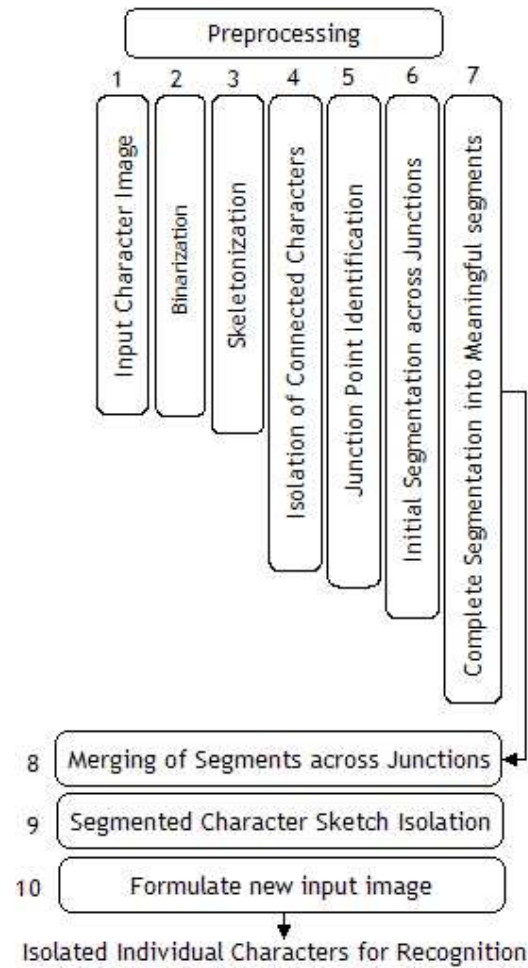 Preprocessing
1 2 3 4 5 6 7
Input Character Image
Binarization
Skeletonization
Isolation of Connected Characters
Junction Point Identification
Initial Segmentation across Junctions
Complete Segmentation into Meaningful segments
8 Merging of Segments across Junctions
9 Segmented Character Sketch Isolation
10 Formulate new input image
Isolated Individual Characters for Recognition